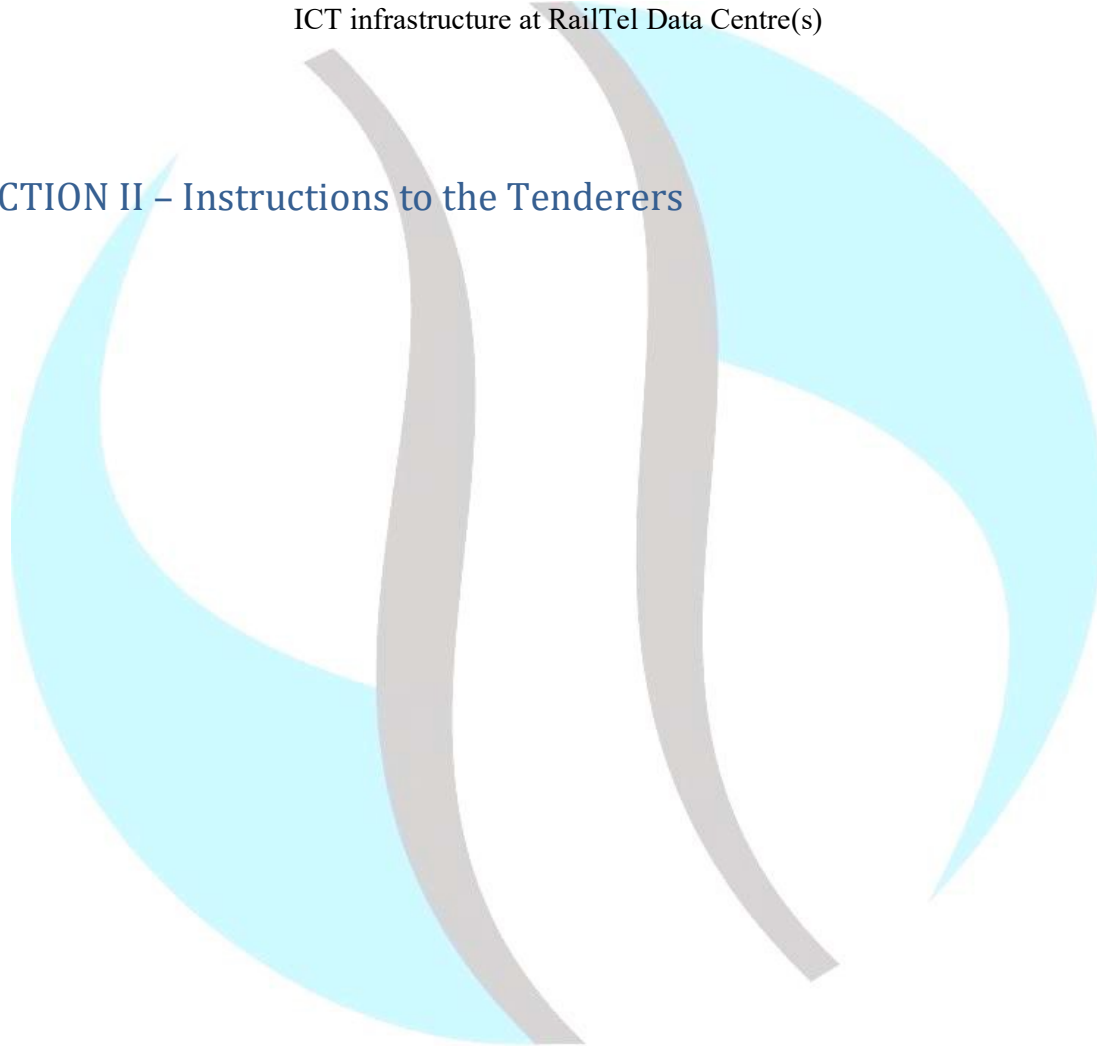 ICT infrastructure at RailTel Data Centre(s)
CTION II – Instructions to the Tenderers